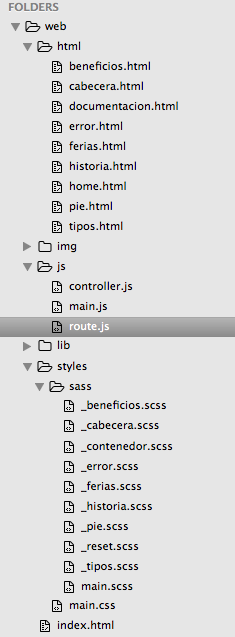 FOLDERS
web
html
beneficios.html
cabecera.html
documentacion.html
error.html
ferias.html
historia.html
home.html
pie.html
tipos.html
img
js
controller.js
main.js
route.js
lib
styles
sass
_beneficios.scss
_cabecera.scss
_contenedor.scss
_error.scss
_ferias.scss
_historia.scss
_pie.scss
_reset.scss
_tipos.scss
main.scss
main.css
index.html